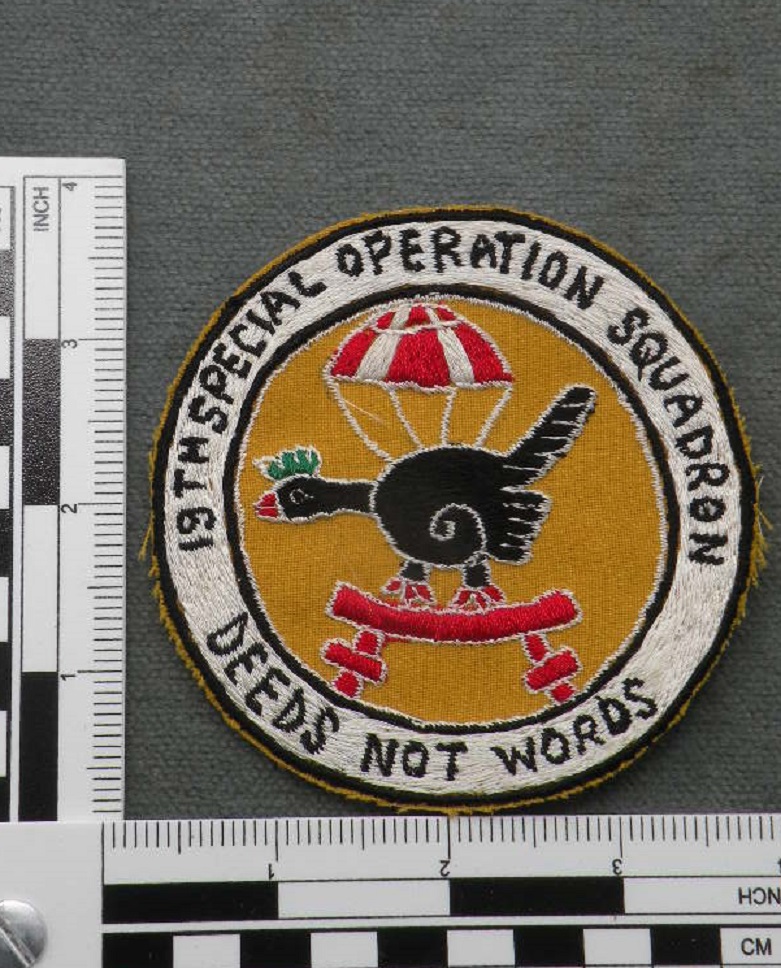 19TH SPECIAL OPERATION SQUADRON
DEEDS NOT WORDS
INCH
4
3
2
1
1
2
3
INCH
CM